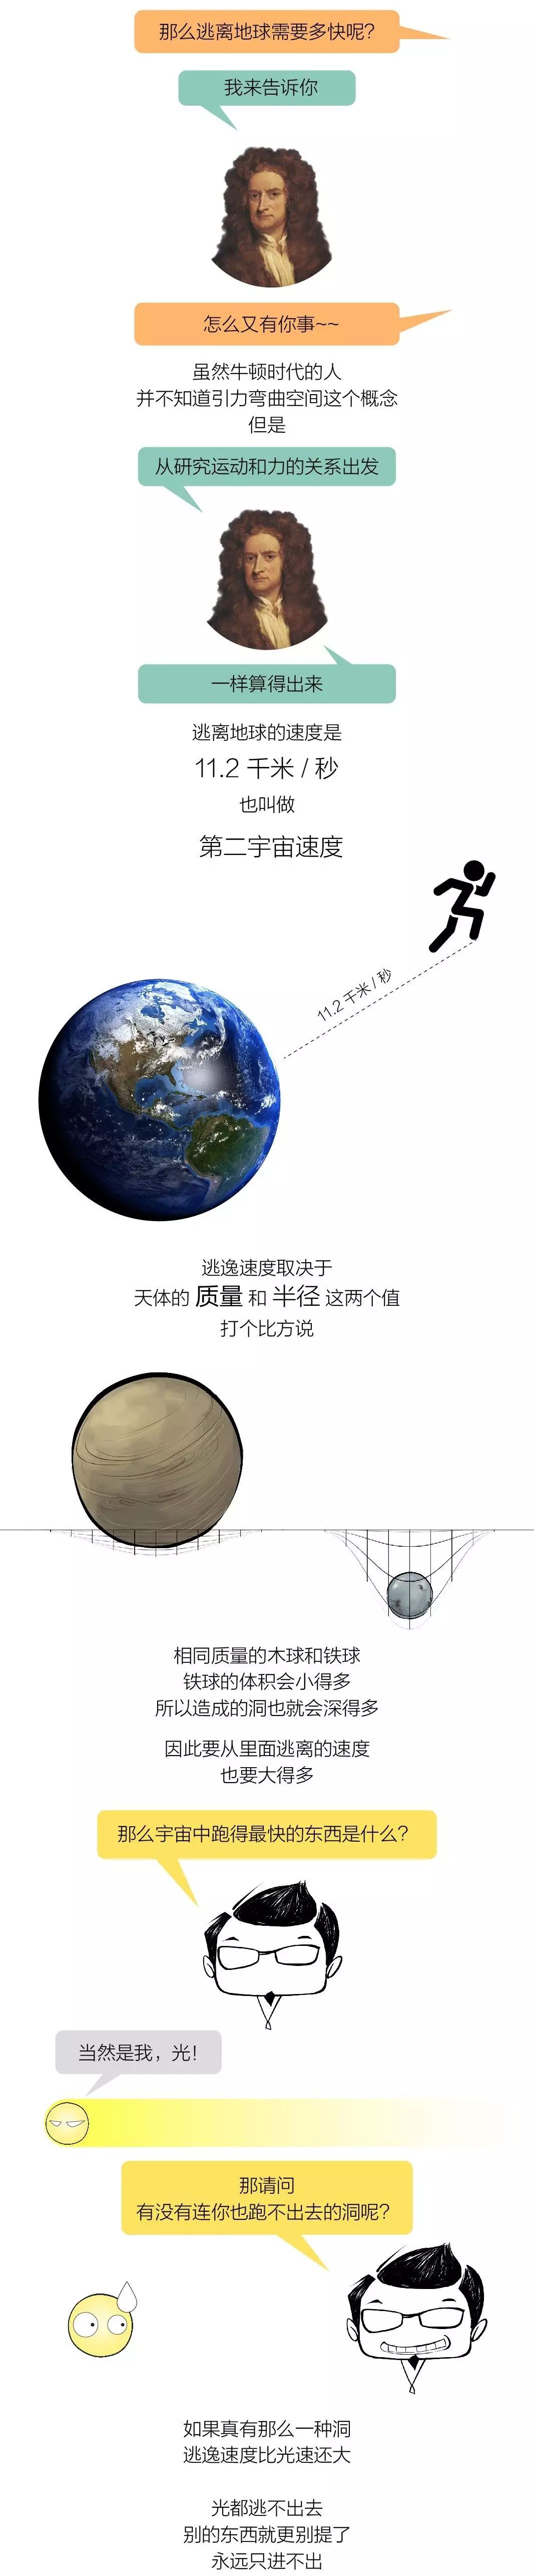 那么逃离地球需要多快呢？
我来告诉你
怎么又有你事~~
虽然牛顿时代的人
并不知道引力弯曲空间这个概念
但是
从研究运动和力的关系出发
一样算得出来
逃离地球的速度是
11.2 千米 / 秒
也叫做
第二宇宙速度
11.2 千米 / 秒
逃逸速度取决于
天体的 质量 和 半径 这两个值
打个比方说
相同质量的木球和铁球
铁球的体积会小得多
所以造成的洞也就会深得多
因此要从里面逃离的速度
也要大得多
那么宇宙中跑得最快的东西是什么？
当然是我，光！
那请问
有没有连你也跑不出去的洞呢？
如果真有那么一种洞
逃逸速度比光速还大
光都逃不出去
别的东西就更别提了
永远只进不出